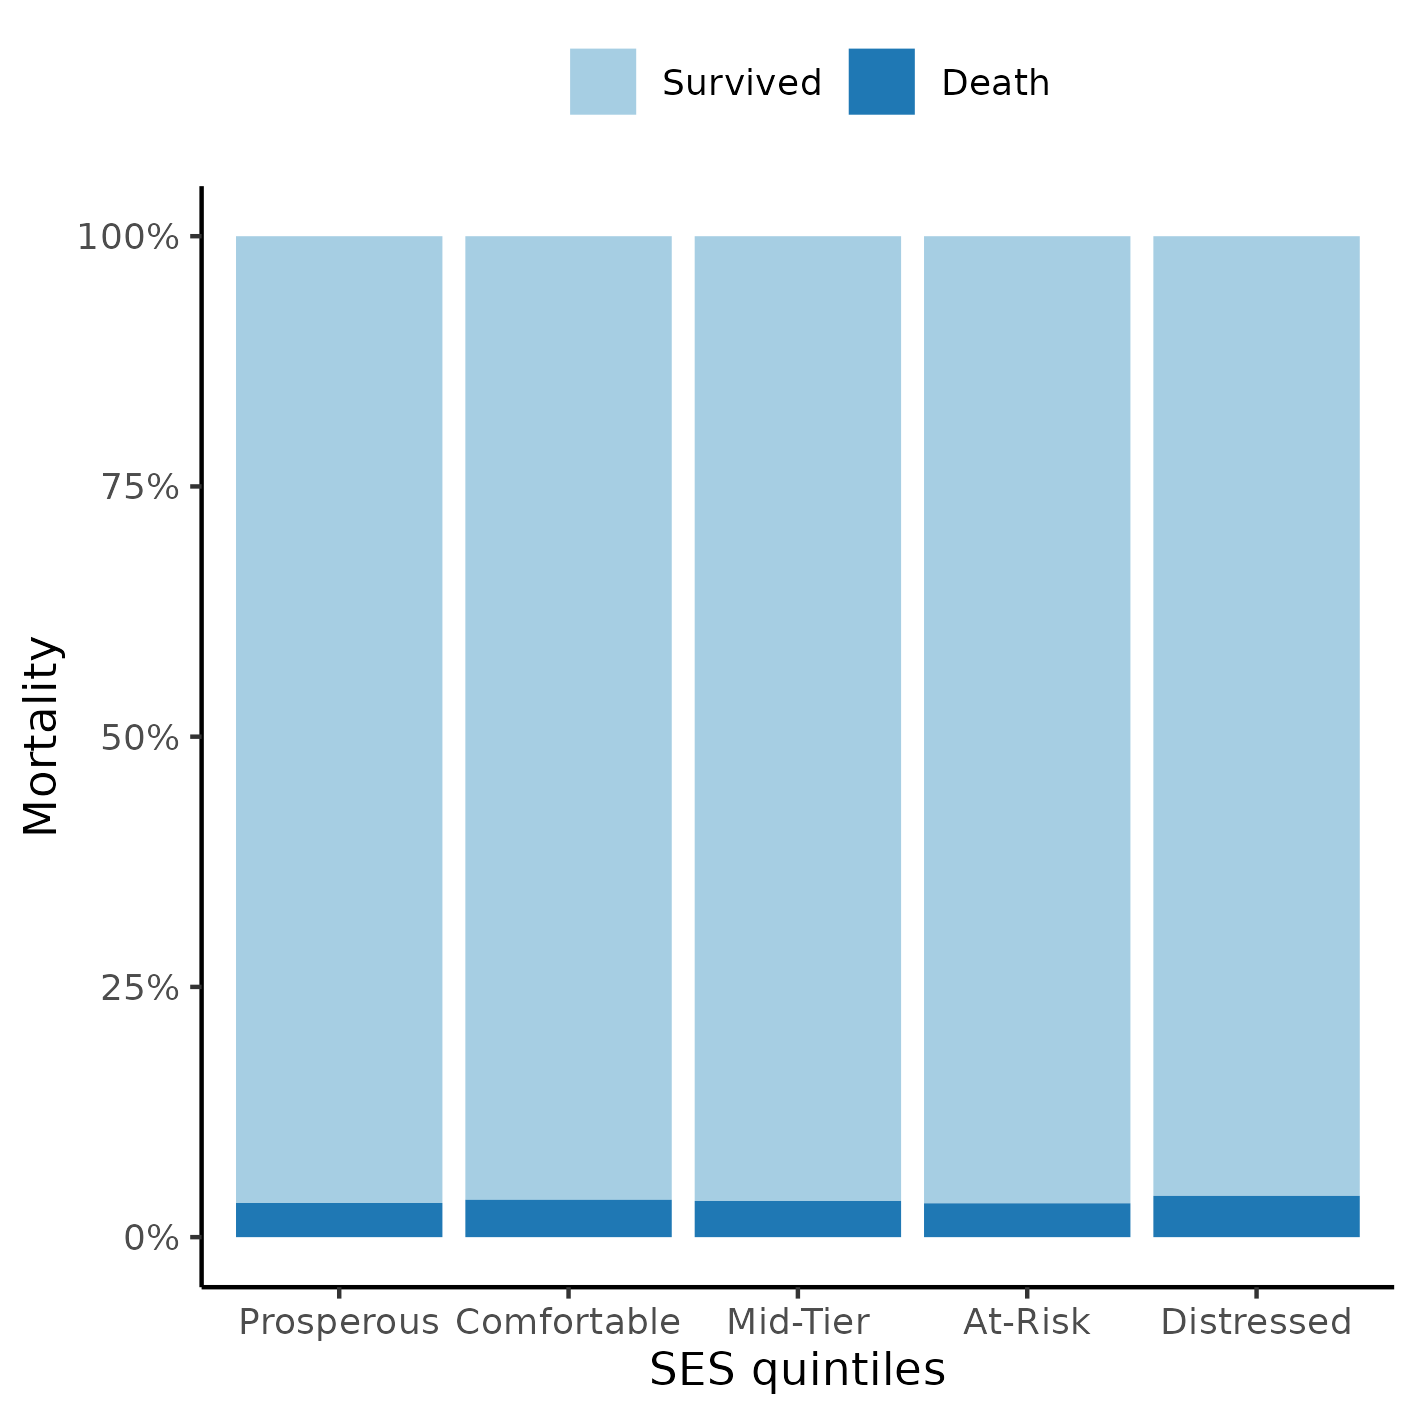 Survived Death
100%
75%
50%
25%
0%
Mortality
Prosperous Comfortable Mid-Tier At-Risk Distressed
SES quintiles